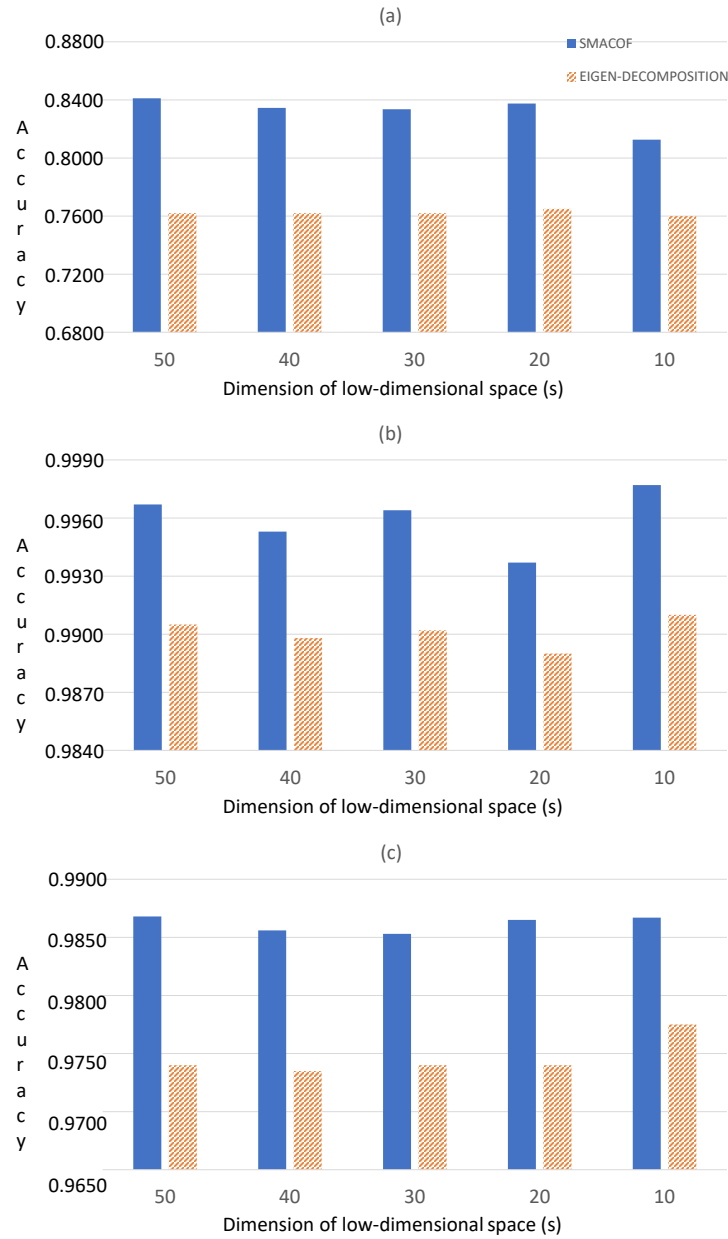 (a)
SMACOF
EIGEN-DECOMPOSITION
Accuracy
0.8800
0.8400
0.8000
0.7600
0.7200
0.6800
50 40 30 20 10
Dimension of low-dimensional space (s)
(b)
Accuracy
0.9990
0.9960
0.9930
0.9900
0.9870
0.9840
50 40 30 20 10
Dimension of low-dimensional space (s)
(c)
Accuracy
0.9900
0.9850
0.9800
0.9750
0.9700
0.9650
50 40 30 20 10
Dimension of low-dimensional space (s)